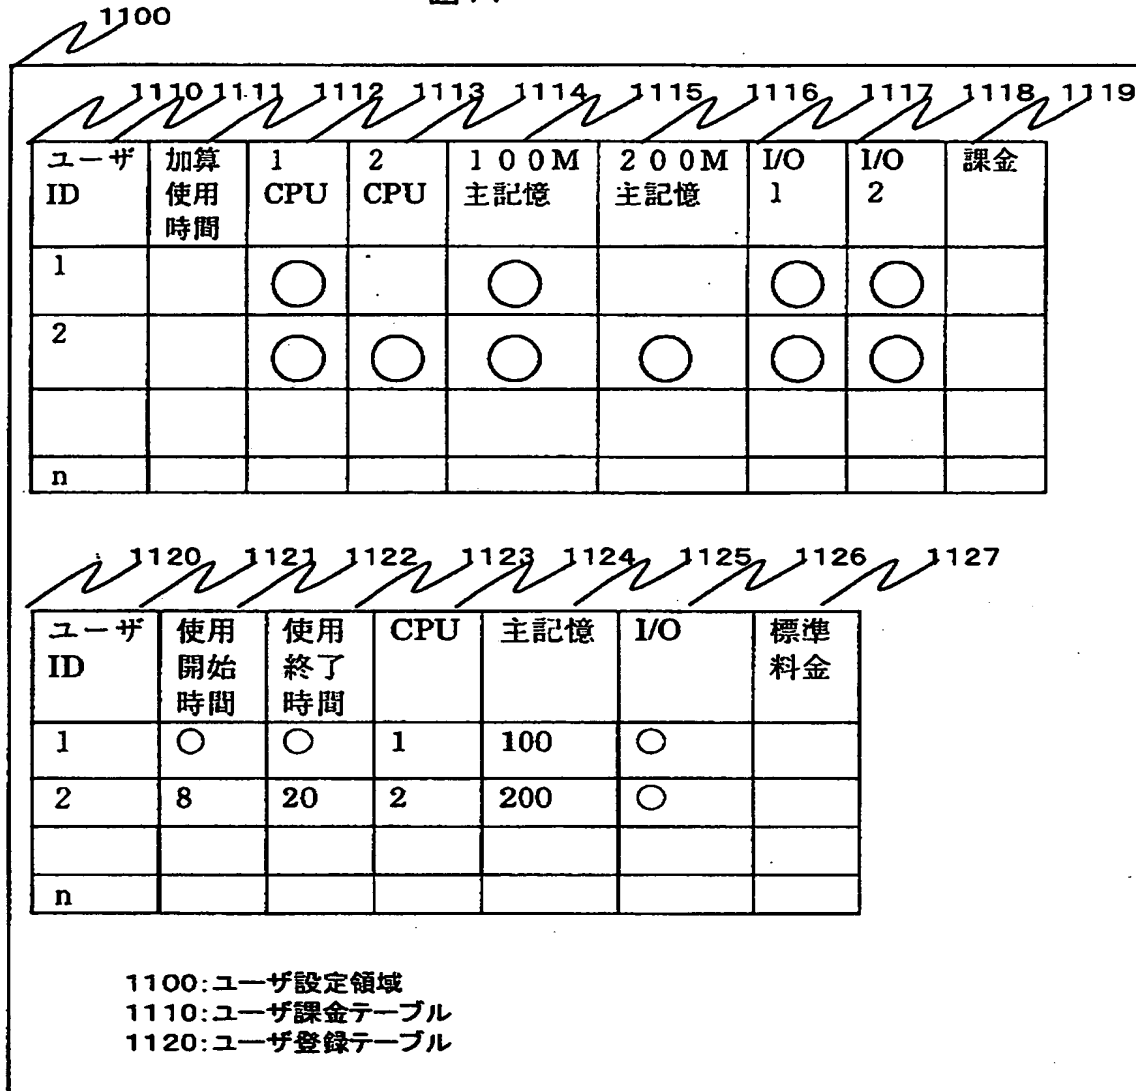 1100
1110 1111 1112 1113 1114 1115 1116 1117 1118 1119
ユーザ ID 加算使用時間 1 CPU 2 CPU 100M 主記憶 200M 主記憶 I/O 1 I/O 2 課金
1 ○ ○ ○ ○
2 ○ ○ ○ ○ ○ ○
n
1120 1121 1122 1123 1124 1125 1126 1127
ユーザ ID 使用開始時間 使用終了時間 CPU 主記憶 I/O 標準料金
1 ○ ○ 1 100 ○
2 8 20 2 200 ○
n
1100:ユーザ設定領域
1110:ユーザ課金テーブル
1120:ユーザ登録テーブル